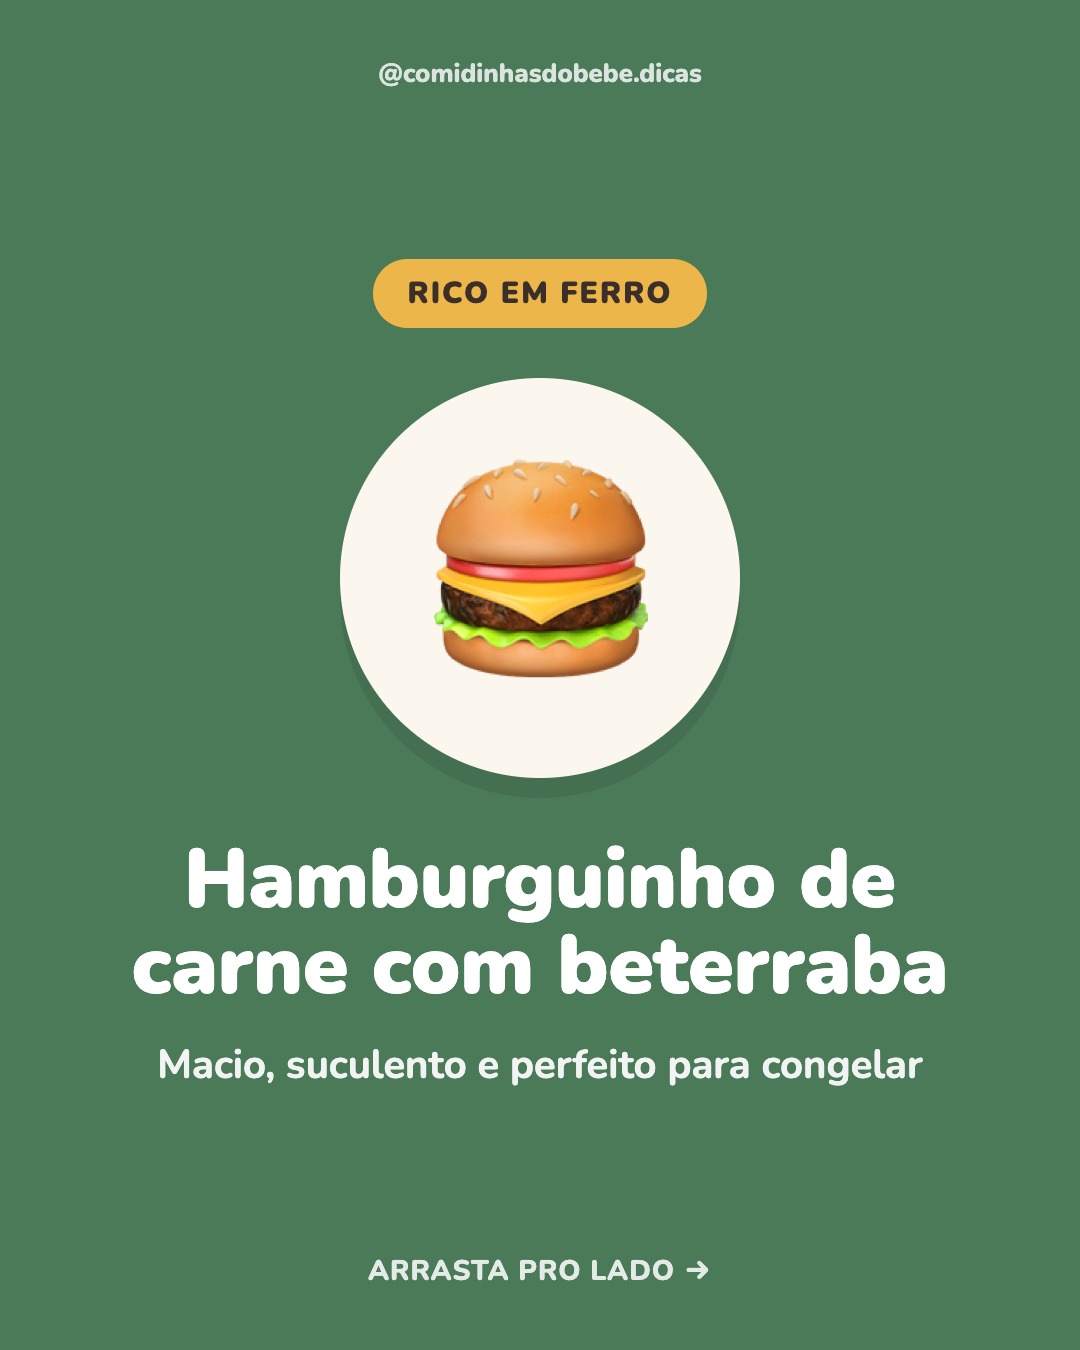 @comidinhasdobebe.dicas
RICO EM FERRO
Hamburguinho de
carne com beterraba
Macio, suculento e perfeito para congelar
ARRASTA PRO LADO →